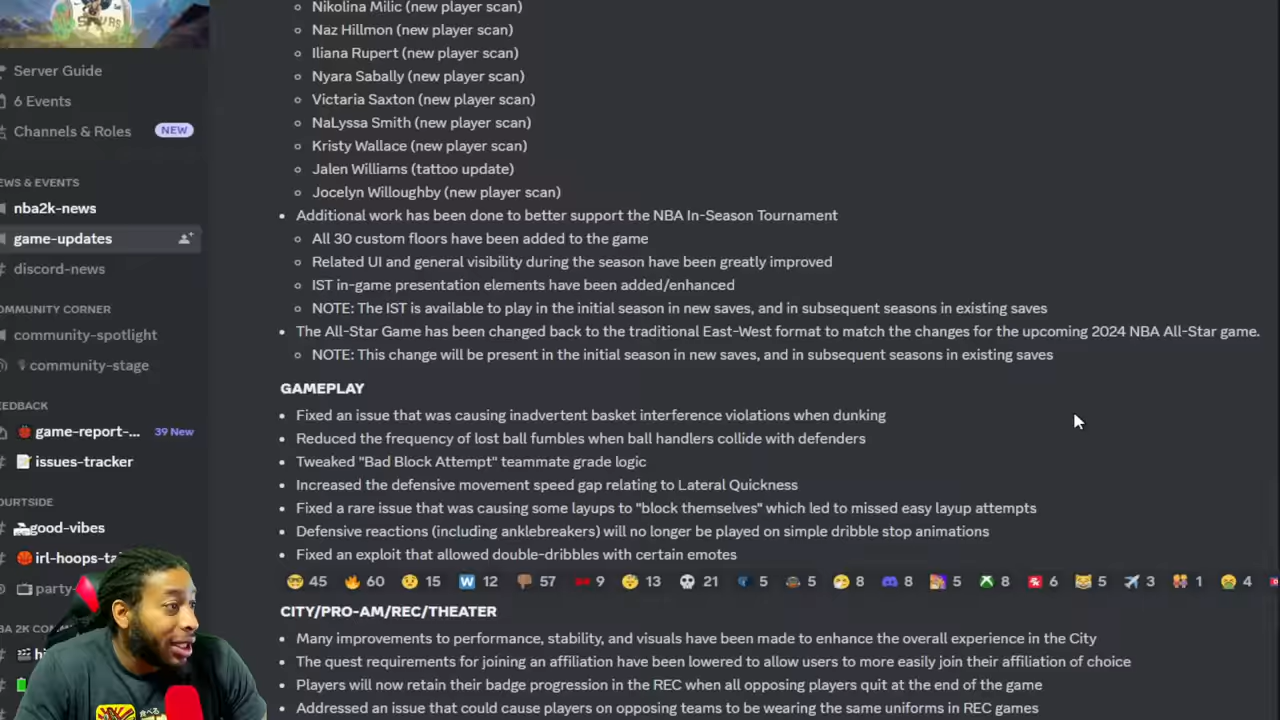 SPURS
Server Guide
6 Events
Channels & Roles NEW
EWS & EVENTS
nba2k-news
game-updates
discord-news
OMMUNITY CORNER
community-spotlight
community-stage
EEDBACK
game-report-... 39 New
issues-tracker
OURTSIDE
good-vibes
irl-hoops-ta
party-
BA 2K COM
hi
Nikolina Milic (new player scan)
Naz Hillmon (new player scan)
Iliana Rupert (new player scan)
Nyara Sabally (new player scan)
Victaria Saxton (new player scan)
NaLyssa Smith (new player scan)
Kristy Wallace (new player scan)
Jalen Williams (tattoo update)
Jocelyn Willoughby (new player scan)
Additional work has been done to better support the NBA In-Season Tournament
All 30 custom floors have been added to the game
Related UI and general visibility during the season have been greatly improved
IST in-game presentation elements have been added/enhanced
NOTE: The IST is available to play in the initial season in new saves, and in subsequent seasons in existing saves
The All-Star Game has been changed back to the traditional East-West format to match the changes for the upcoming 2024 NBA All-Star game.
NOTE: This change will be present in the initial season in new saves, and in subsequent seasons in existing saves
GAMEPLAY
Fixed an issue that was causing inadvertent basket interference violations when dunking
Reduced the frequency of lost ball fumbles when ball handlers collide with defenders
Tweaked "Bad Block Attempt" teammate grade logic
Increased the defensive movement speed gap relating to Lateral Quickness
Fixed a rare issue that was causing some layups to "block themselves" which led to missed easy layup attempts
Defensive reactions (including anklebreakers) will no longer be played on simple dribble stop animations
Fixed an exploit that allowed double-dribbles with certain emotes
45 60 15 W 12 57 9 13 21 5 5 8 8 5 8 6 5 3 1 4
CITY/PRO-AM/REC/THEATER
Many improvements to performance, stability, and visuals have been made to enhance the overall experience in the City
The quest requirements for joining an affiliation have been lowered to allow users to more easily join their affiliation of choice
Players will now retain their badge progression in the REC when all opposing players quit at the end of the game
Addressed an issue that could cause players on opposing teams to be wearing the same uniforms in REC games